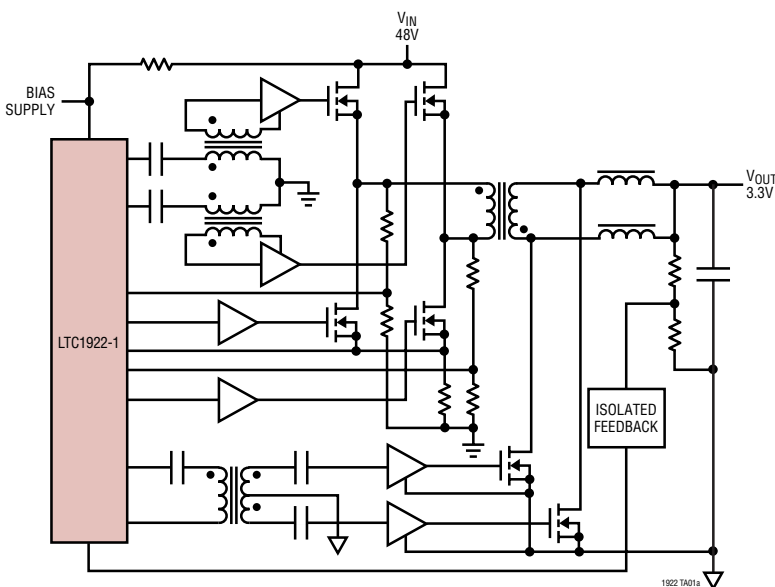 VIN
48V
BIAS
SUPPLY
VOUT
3.3V
LTC1922-1
ISOLATED
FEEDBACK
1922 TA01a